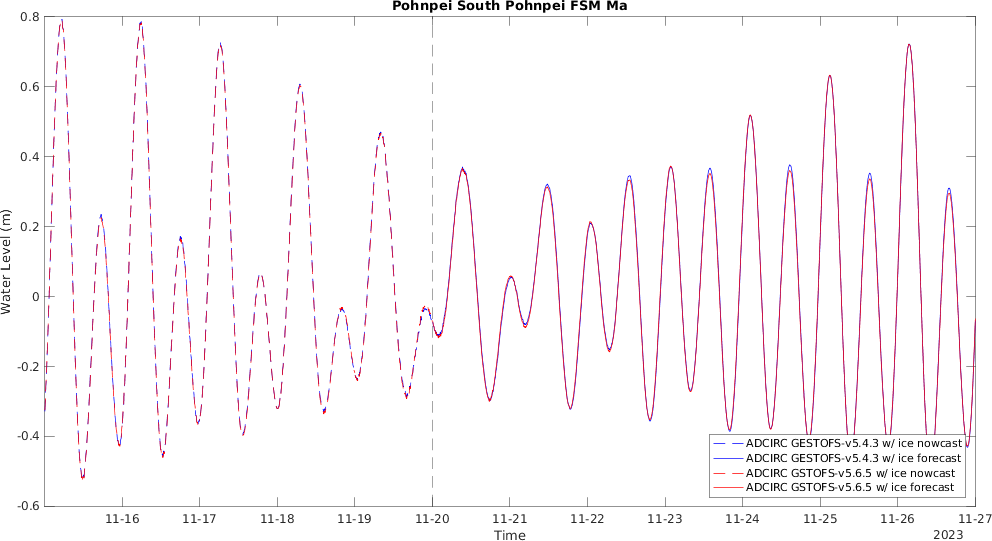 Pohnpei South Pohnpei FSM Ma
0.8
0.6
0.4
0.2
0
-0.2
-0.4
-0.6
Water Level (m)
ADCIRC GESTOFS-v5.4.3 w/ ice nowcast
ADCIRC GESTOFS-v5.4.3 w/ ice forecast
ADCIRC GSTOFS-v5.6.5 w/ ice nowcast
ADCIRC GSTOFS-v5.6.5 w/ ice forecast
11-16 11-17 11-18 11-19 11-20 11-21 11-22 11-23 11-24 11-25 11-26 11-27
Time
2023